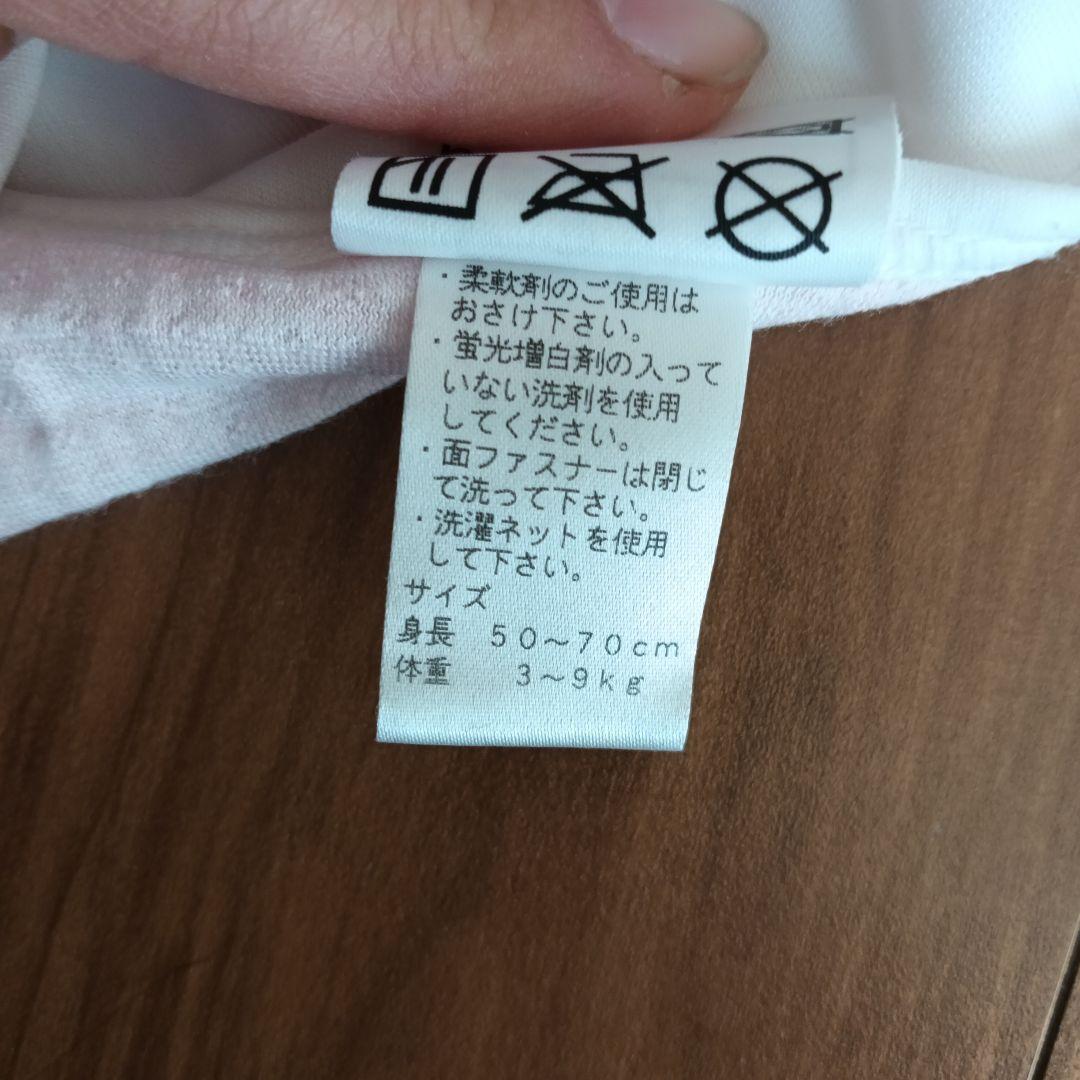 ・柔軟剤のご使用は
おさけ下さい。
・蛍光増白剤の入って
いない洗剤を使用
してください。
・面ファスナーは閉じ
て洗って下さい。
・洗濯ネットを使用
して下さい。
サイズ
身長　５０～７０ｃｍ
体重　３～９ｋｇ